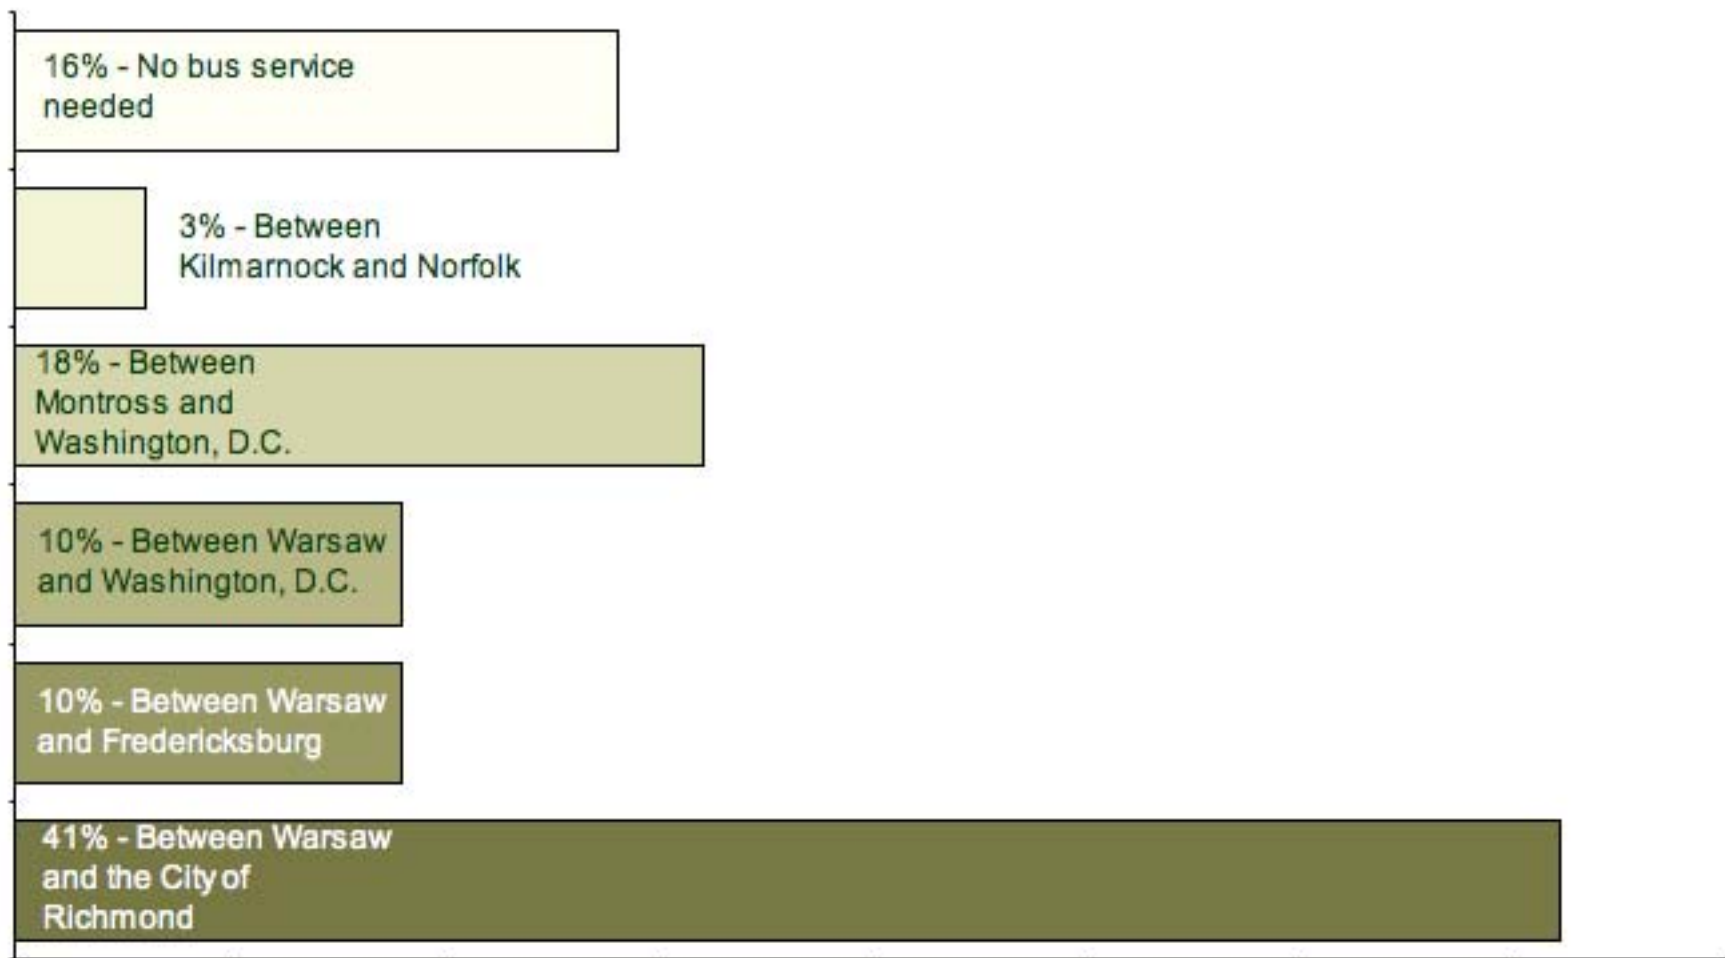 16% - No bus service
needed
3% - Between
Kilmarnock and Norfolk
18% - Between
Montross and
Washington, D.C.
10% - Between Warsaw
and Washington, D.C.
10% - Between Warsaw
and Fredericksburg
41% - Between Warsaw
and the City of
Richmond